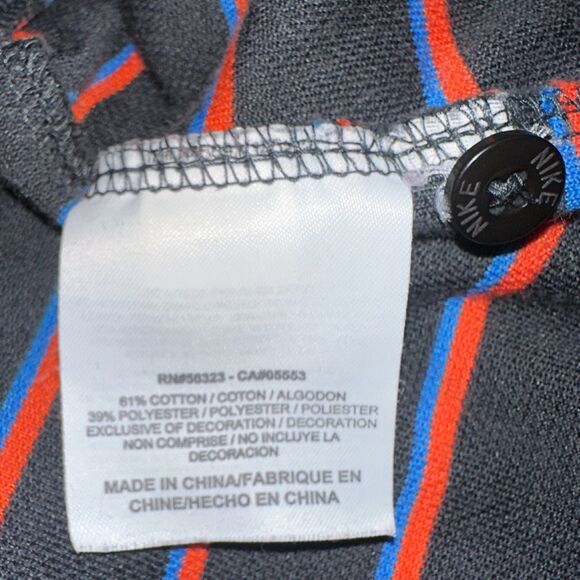 RN#56323 - CA#05553
61% COTTON / COTON / ALGODON
39% POLYESTER / POLYESTER / POLIESTER
EXCLUSIVE OF DECORATION / DECORATION
NON COMPRISE / NO INCLUYE LA
DECORACION
MADE IN CHINA/FABRIQUE EN
CHINE/HECHO EN CHINA
NIKE
NIKE